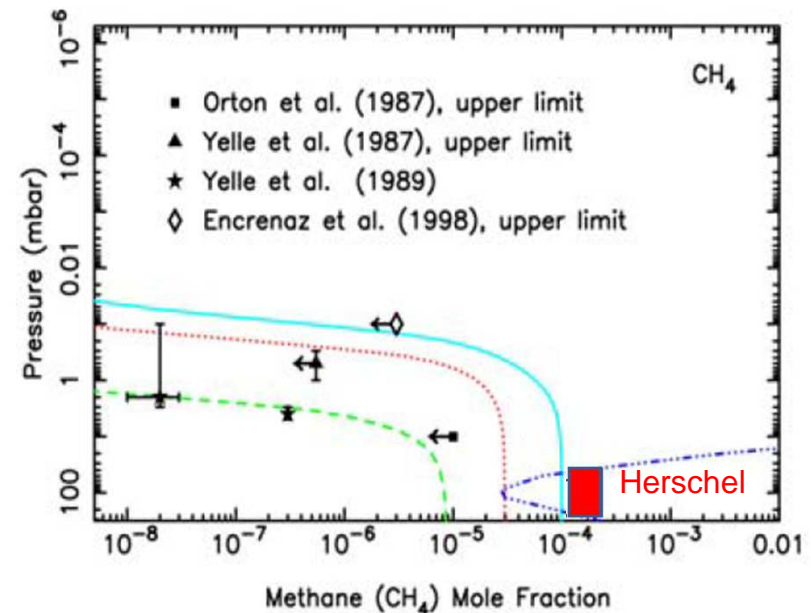 CH₄
Orton et al. (1987), upper limit
Yelle et al. (1987), upper limit
Yelle et al. (1989)
Encrenaz et al. (1998), upper limit
Herschel
Pressure (mbar)
10⁻⁶
10⁻⁴
0.01
1
100
10⁻⁸ 10⁻⁷ 10⁻⁶ 10⁻⁵ 10⁻⁴ 10⁻³ 0.01
Methane (CH₄) Mole Fraction